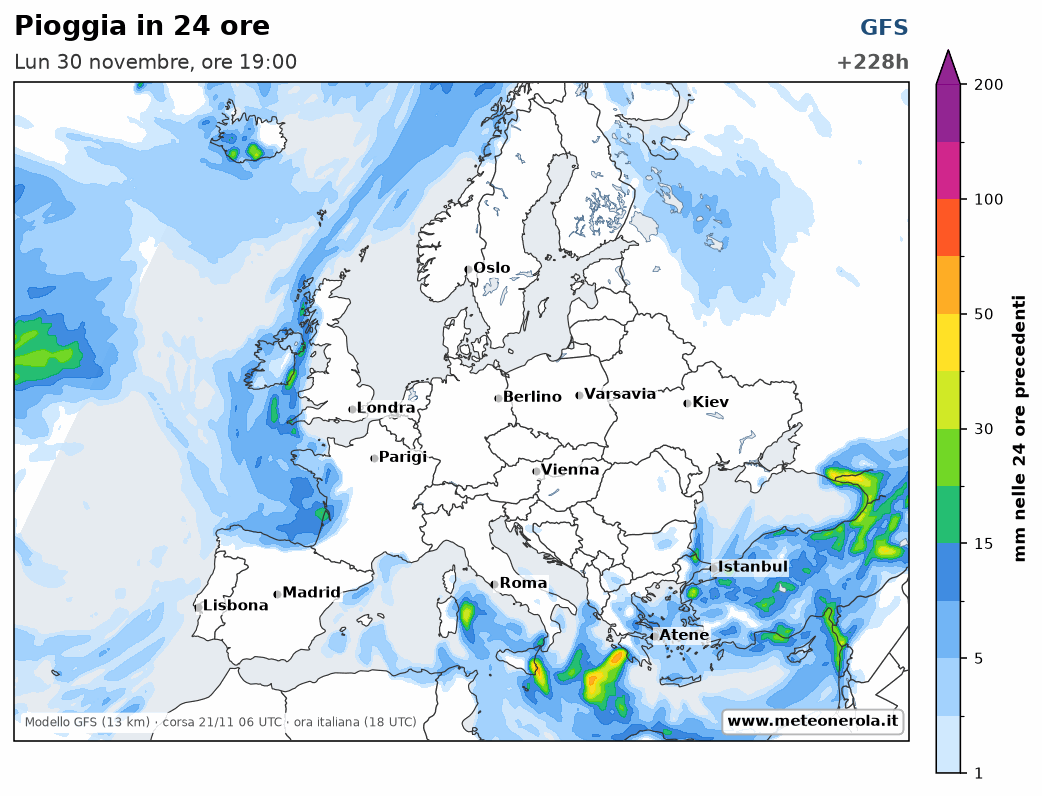 Pioggia in 24 ore
GFS
Lun 30 novembre, ore 19:00
+228h
200
100
50
30
15
5
1
mm nelle 24 ore precedenti
Oslo
Berlino
Varsavia
Kiev
Londra
Parigi
Vienna
Istanbul
Roma
Madrid
Lisbona
Atene
Modello GFS (13 km) · corsa 21/11 06 UTC · ora italiana (18 UTC)
www.meteonerola.it